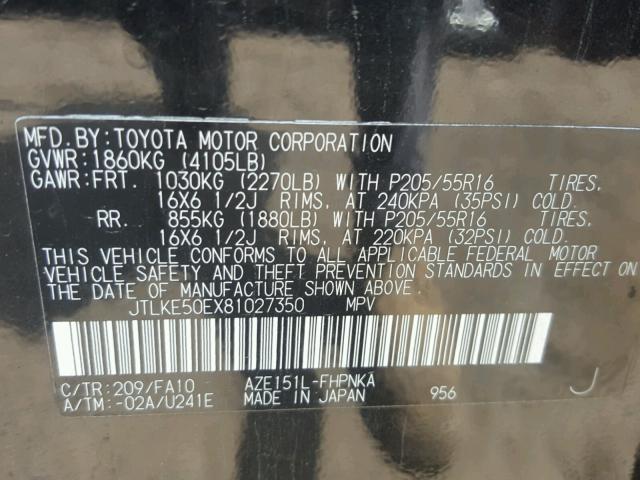 MFD.BY:TOYOTA MOTOR CORPORATION
GVWR:1860KG (4105LB)
GAWR:FRT. 1030KG (2270LB) WITH P205/55R16 TIRES,
16X6 1/2J RIMS, AT 240KPA (35PSI) COLD.
RR. 855KG (1880LB) WITH P205/55R16 TIRES,
16X6 1/2J RIMS, AT 220KPA (32PSI) COLD.
THIS VEHICLE CONFORMS TO ALL APPLICABLE FEDERAL MOTOR
VEHICLE SAFETY AND THEFT PREVENTION STANDARDS IN EFFECT ON
THE DATE OF MANUFACTURE SHOWN ABOVE.
JTLKE50EX81027350 MPV
C/TR:209/FA10 AZE151L-FHPNKA
A/TM:-02A/U241E MADE IN JAPAN 956 J